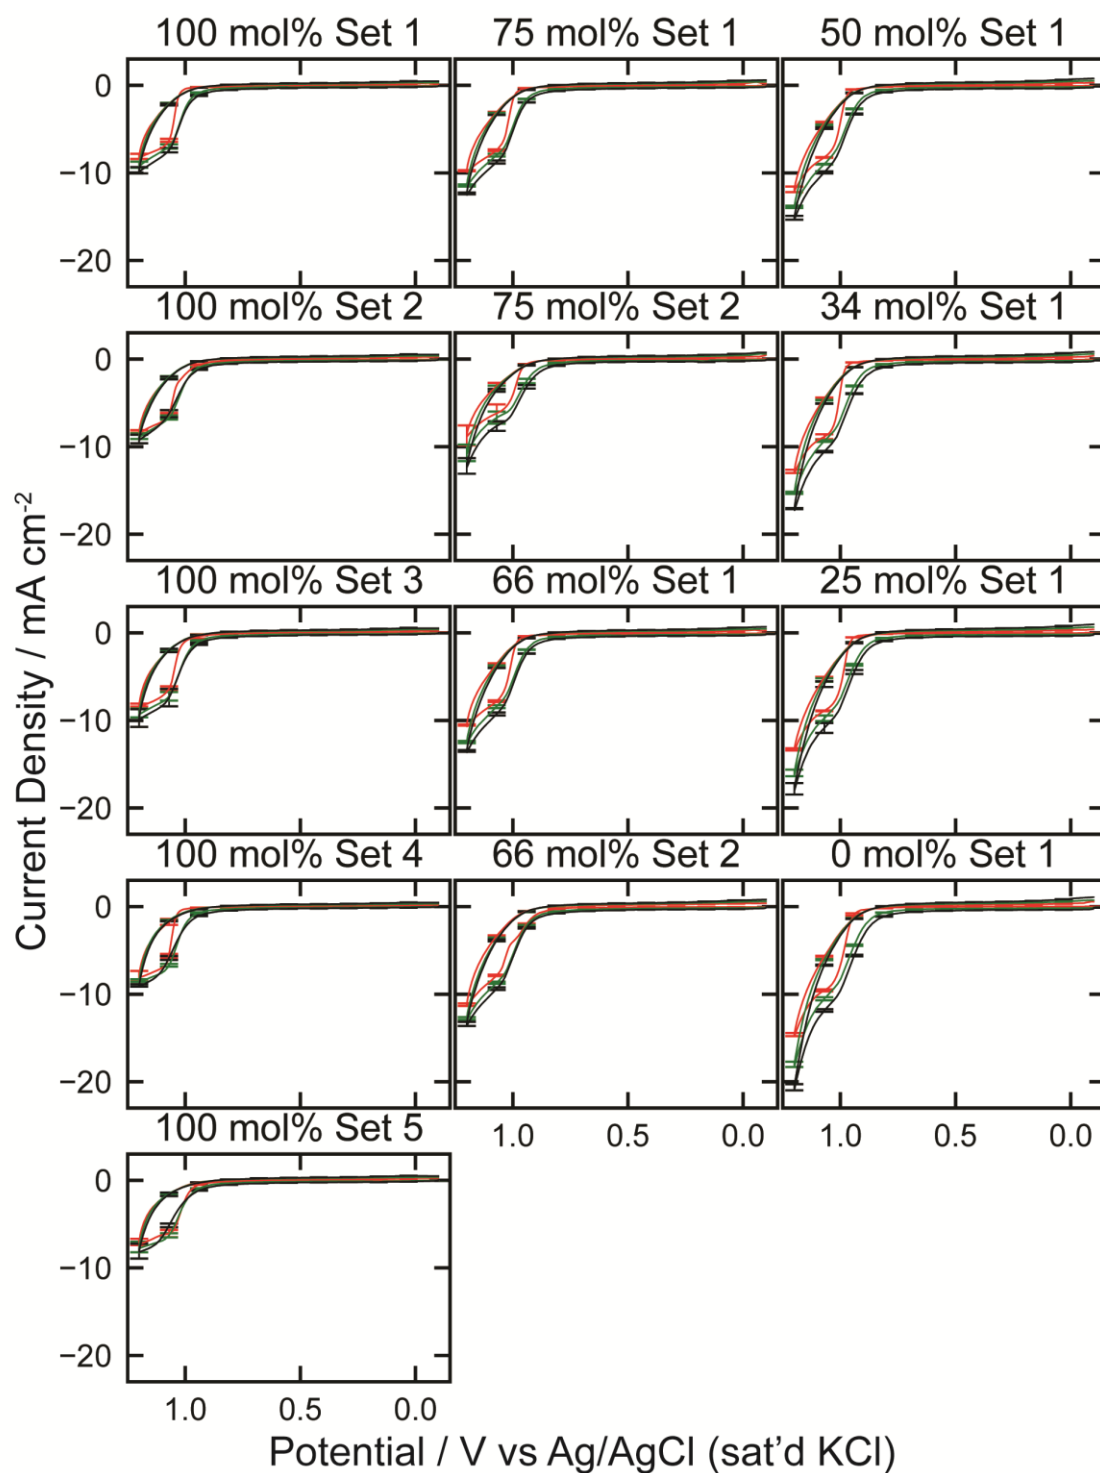 100 mol% Set 1
75 mol% Set 1
50 mol% Set 1
0
−10
−20
100 mol% Set 2
75 mol% Set 2
34 mol% Set 1
0
−10
−20
100 mol% Set 3
66 mol% Set 1
25 mol% Set 1
0
−10
−20
100 mol% Set 4
66 mol% Set 2
0 mol% Set 1
0
−10
−20
1.0 0.5 0.0
1.0 0.5 0.0
100 mol% Set 5
0
−10
−20
1.0 0.5 0.0
Current Density / mA cm-2
Potential / V vs Ag/AgCl (sat'd KCl)